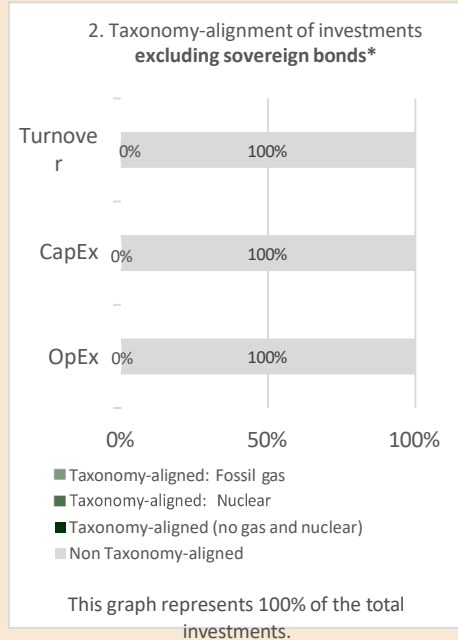 2. Taxonomy-alignment of investments
excluding sovereign bonds*
Turnove
r
0%
100%
CapEx
0%
100%
OpEx
0%
100%
0%
50%
100%
Taxonomy-aligned: Fossil gas
Taxonomy-aligned: Nuclear
Taxonomy-aligned (no gas and nuclear)
Non Taxonomy-aligned
This graph represents 100% of the total
investments.